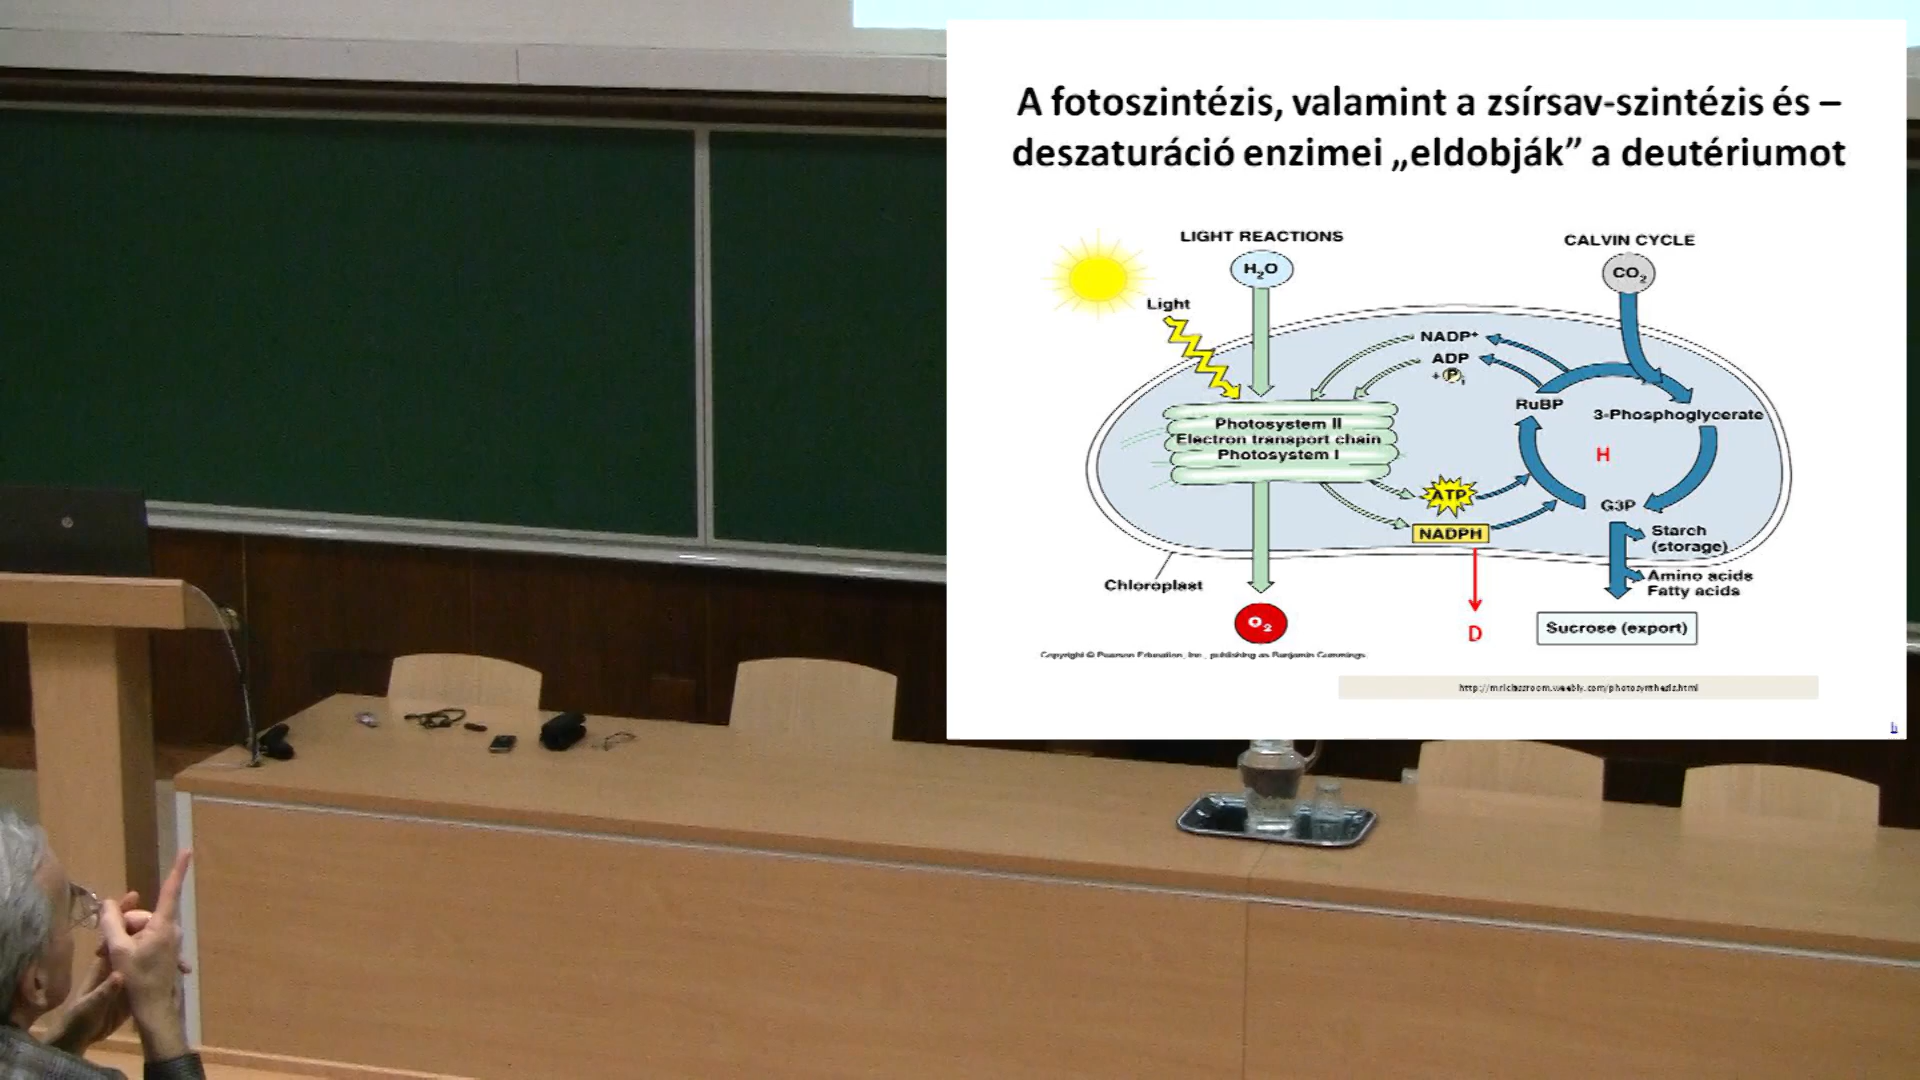 A fotoszintézis, valamint a zsírsav-szintézis és –
deszaturáció enzimei „eldobják” a deutériumot
LIGHT REACTIONS
CALVIN CYCLE
H₂O
CO₂
Light
NADP⁺
ADP
+ Pᵢ
RuBP
3-Phosphoglycerate
Photosystem II
Electron transport chain
Photosystem I
H
ATP
G3P
NADPH
Starch
(storage)
Amino acids
Fatty acids
Chloroplast
O₂
D
Sucrose (export)
Copyright © Pearson Education, Inc., publishing as Benjamin Cummings.
http://mrjclassroom.weebly.com/photosynthesis.html
h